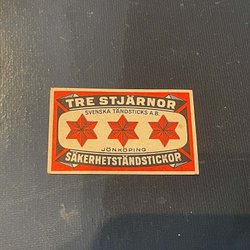 TRE STJÄRNOR
SVENSKA TÄNDSTICKS A.B.
JÖNKÖPING
SÄKERHETSTÄNDSTICKOR